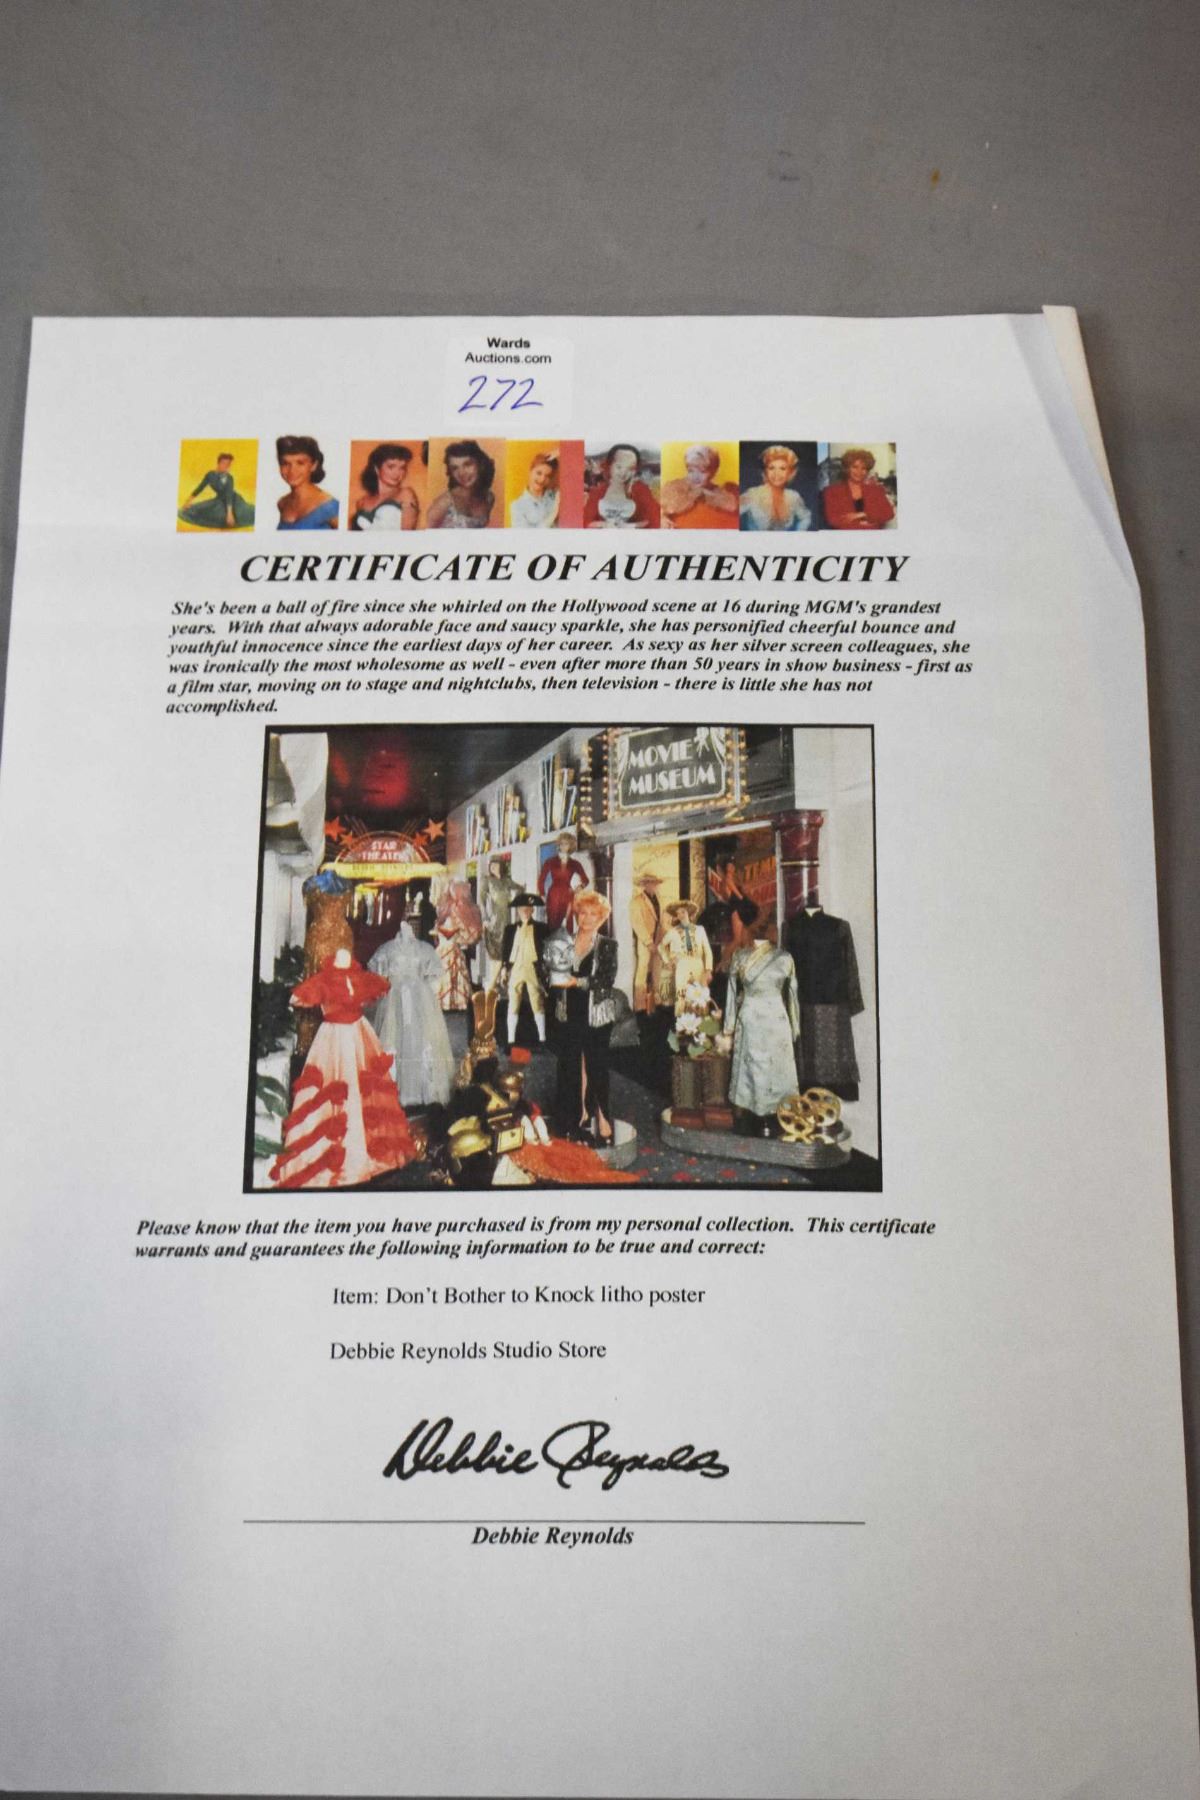 Wards
Auctions.com
272
CERTIFICATE OF AUTHENTICITY
She's been a ball of fire since she whirled on the Hollywood scene at 16 during MGM's grandest
years. With that always adorable face and saucy sparkle, she has personified cheerful bounce and
youthful innocence since the earliest days of her career. As sexy as her silver screen colleagues, she
was ironically the most wholesome as well - even after more than 50 years in show business - first as
a film star, moving on to stage and nightclubs, then television - there is little she has not
accomplished.
MOVIE
MUSEUM
STAR
THEATRE
Please know that the item you have purchased is from my personal collection. This certificate
warrants and guarantees the following information to be true and correct:
Item: Don't Bother to Knock litho poster
Debbie Reynolds Studio Store
Debbie Reynolds
Debbie Reynolds